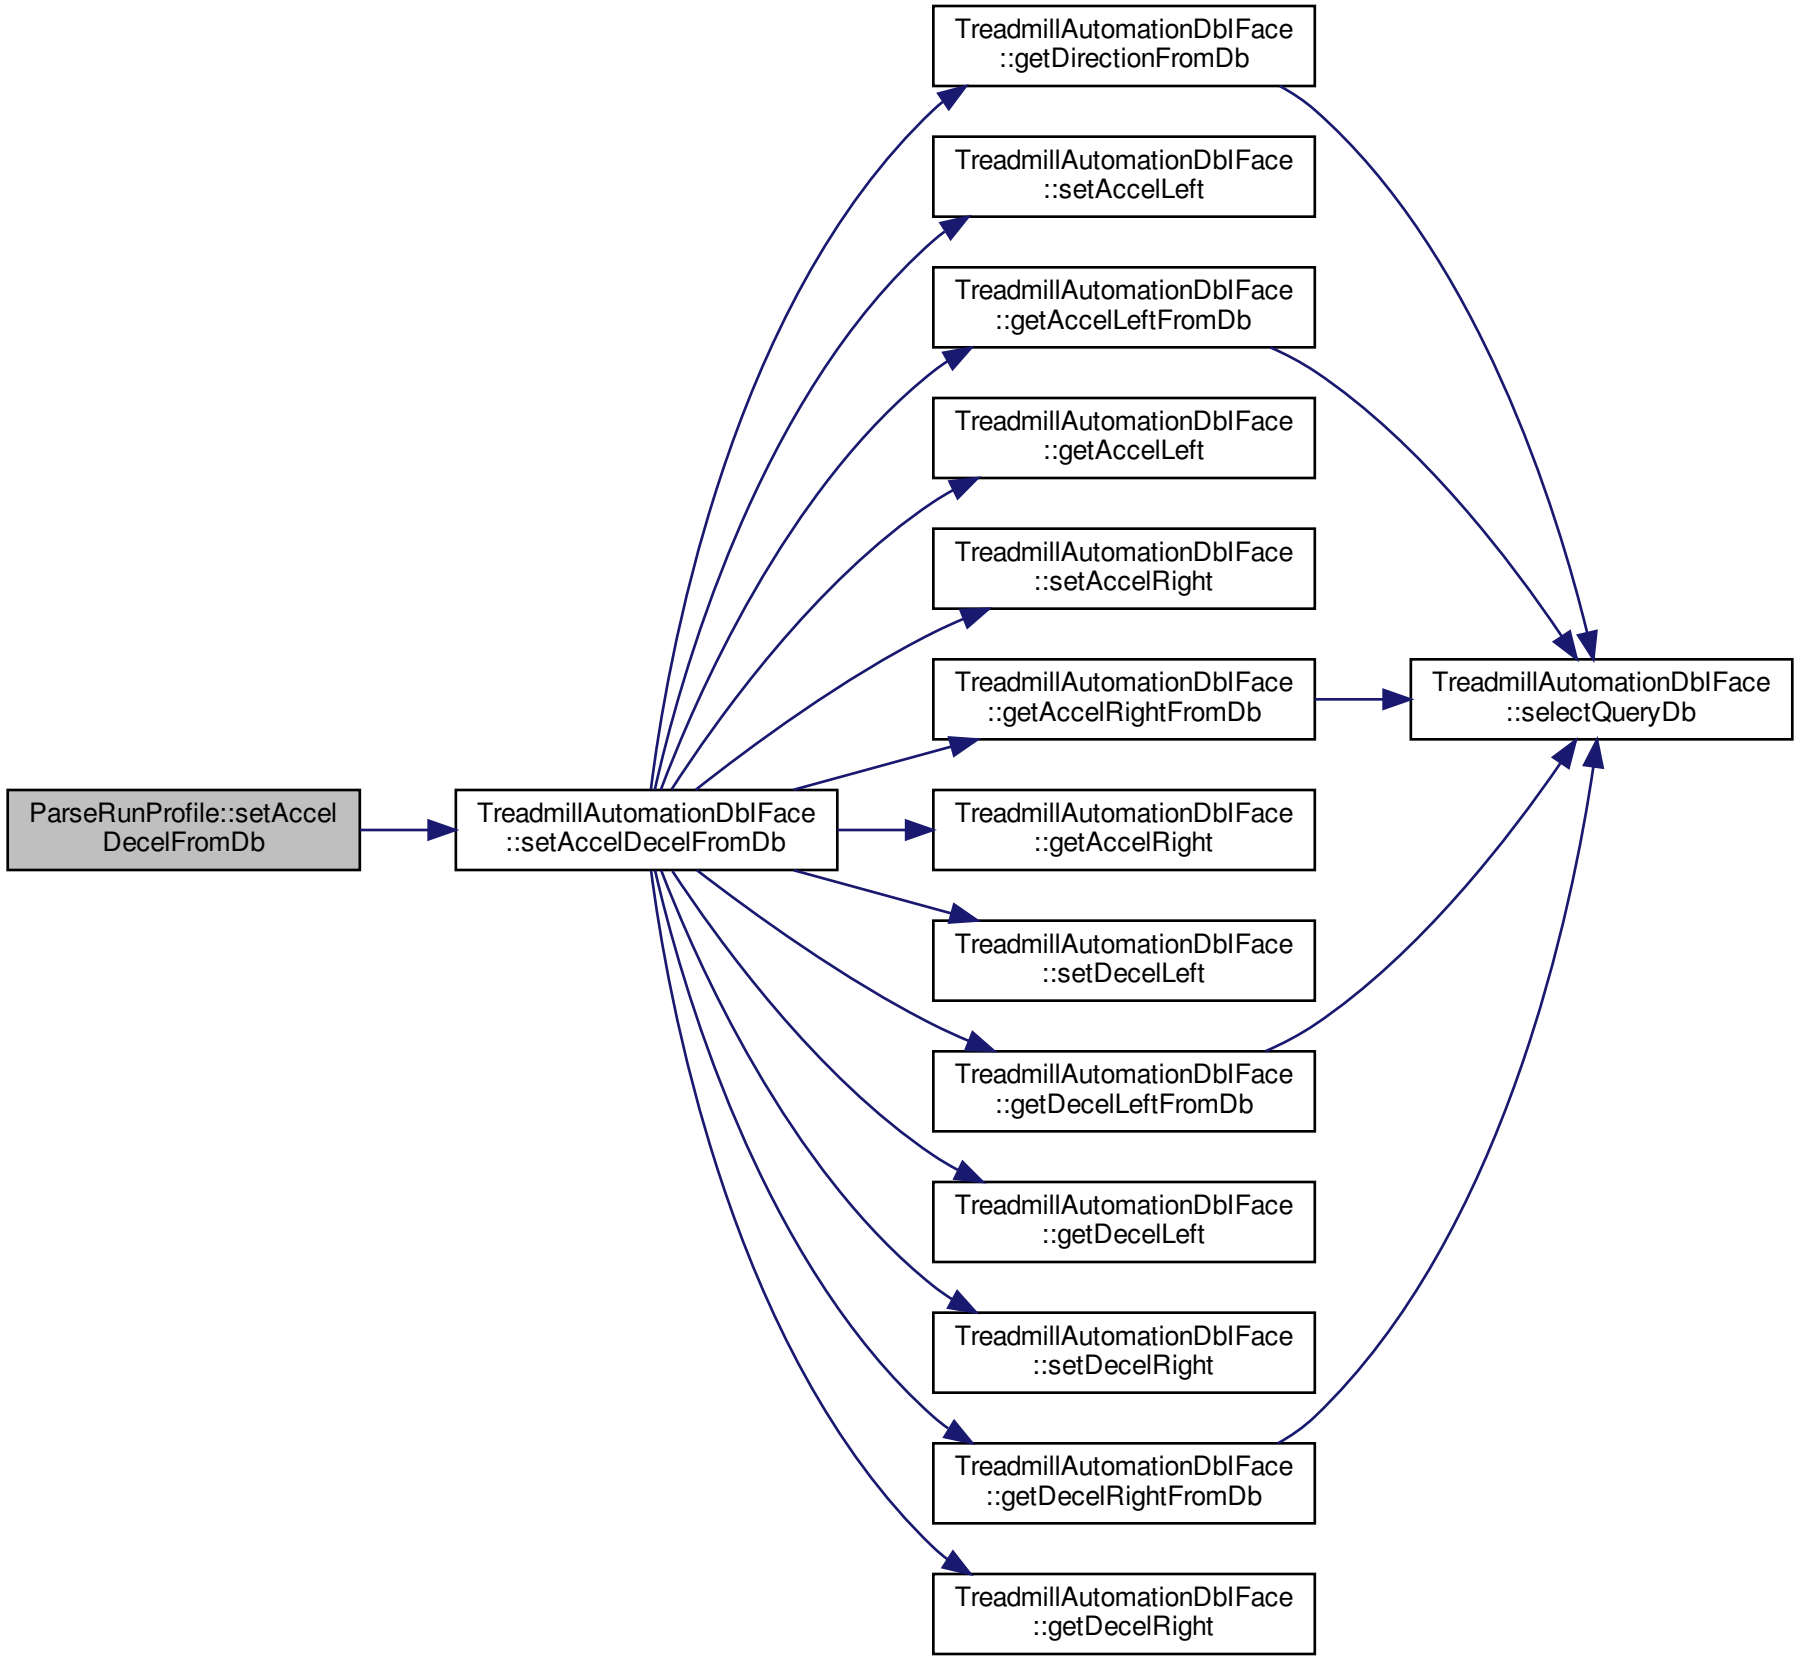 TreadmillAutomationDbIFace
::getDirectionFromDb
TreadmillAutomationDbIFace
::setAccelLeft
TreadmillAutomationDbIFace
::getAccelLeftFromDb
TreadmillAutomationDbIFace
::getAccelLeft
TreadmillAutomationDbIFace
::setAccelRight
TreadmillAutomationDbIFace
::getAccelRightFromDb
TreadmillAutomationDbIFace
::selectQueryDb
ParseRunProfile::setAccel
DecelFromDb
TreadmillAutomationDbIFace
::setAccelDecelFromDb
TreadmillAutomationDbIFace
::getAccelRight
TreadmillAutomationDbIFace
::setDecelLeft
TreadmillAutomationDbIFace
::getDecelLeftFromDb
TreadmillAutomationDbIFace
::getDecelLeft
TreadmillAutomationDbIFace
::setDecelRight
TreadmillAutomationDbIFace
::getDecelRightFromDb
TreadmillAutomationDbIFace
::getDecelRight